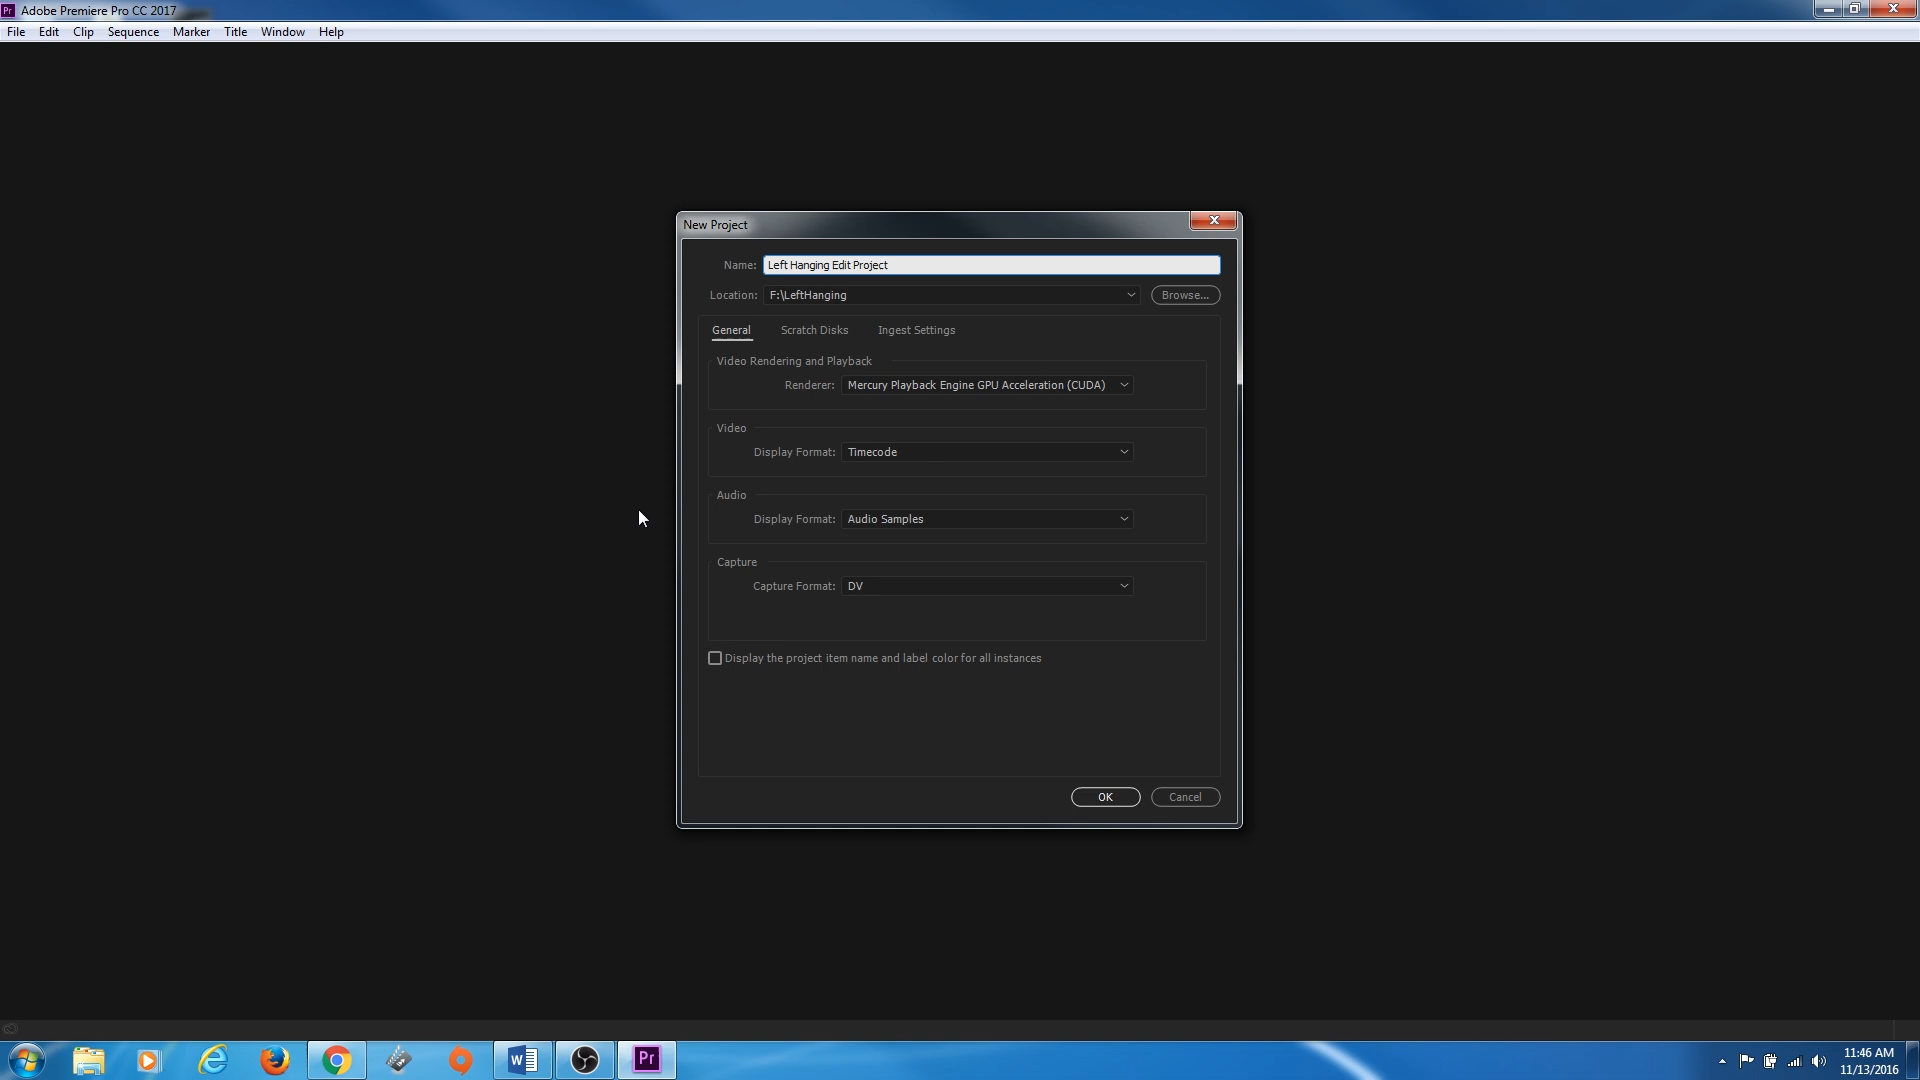 Pr Adobe Premiere Pro CC 2017
File Edit Clip Sequence Marker Title Window Help
New Project
Name: Left Hanging Edit Project
Location: F:\LeftHanging Browse...
General Scratch Disks Ingest Settings
Video Rendering and Playback
Renderer: Mercury Playback Engine GPU Acceleration (CUDA)
Video
Display Format: Timecode
Audio
Display Format: Audio Samples
Capture
Capture Format: DV
Display the project item name and label color for all instances
OK Cancel
W Pr
11:46 AM
11/13/2016